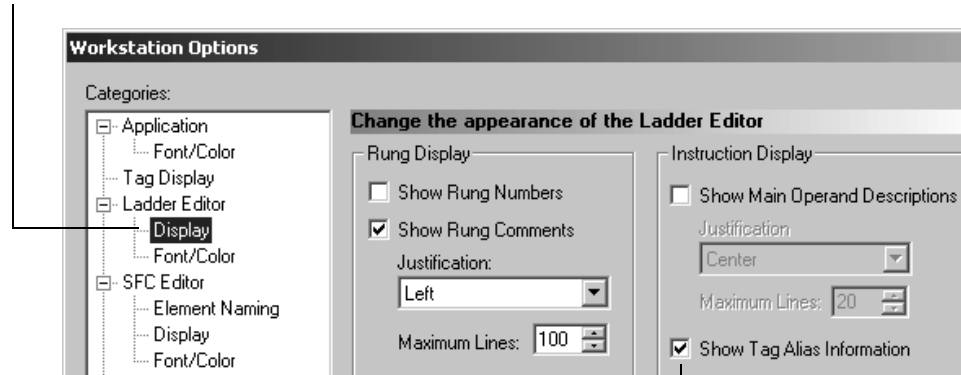 Workstation Options
Categories:
Application
Font/Color
Tag Display
Ladder Editor
Display
Font/Color
SFC Editor
Element Naming
Display
Font/Color
Change the appearance of the Ladder Editor
Rung Display
Show Rung Numbers
Show Rung Comments
Justification:
Left
Maximum Lines: 100
Instruction Display
Show Main Operand Descriptions
Justification
Center
Maximum Lines: 20
Show Tag Alias Information